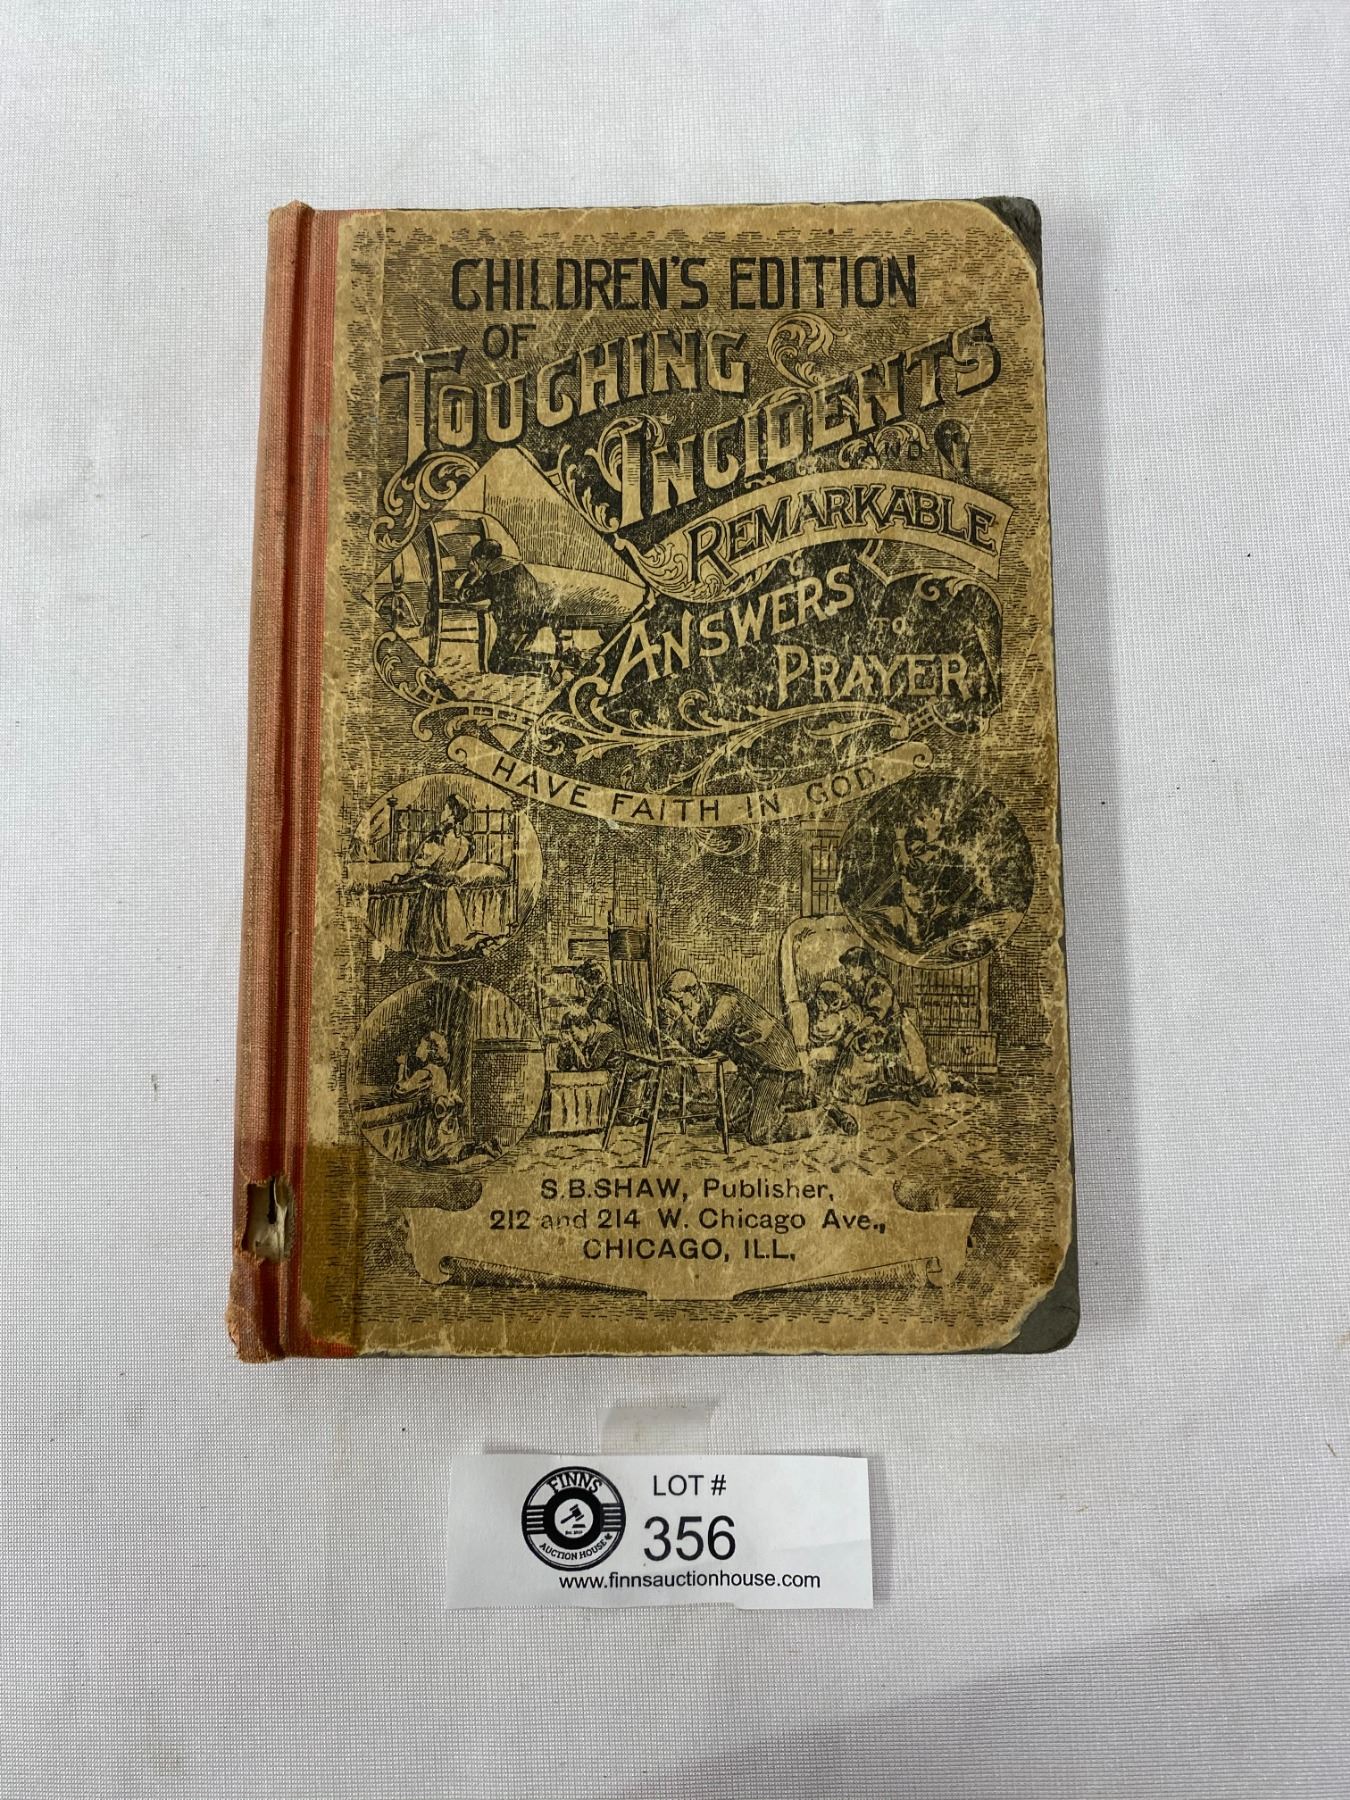 CHILDREN'S EDITION
OF
TOUCHING
INCIDENTS
AND
REMARKABLE
ANSWERS
TO
PRAYER.
HAVE FAITH IN GOD.
S.B.SHAW, Publisher,
212 and 214 W. Chicago Ave.,
CHICAGO, ILL.
FINNS
AUCTION HOUSE
LOT #
356
www.finnsauctionhouse.com